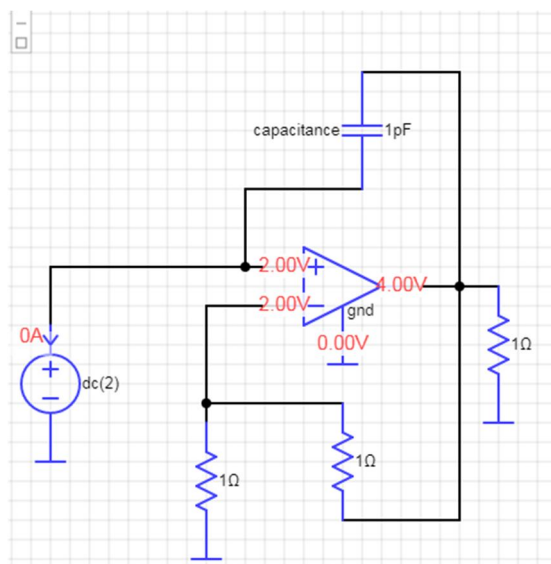 capacitance 1pF
2.00V
2.00V
4.00V
gnd
0.00V
0A
dc(2)
1Ω
1Ω
1Ω